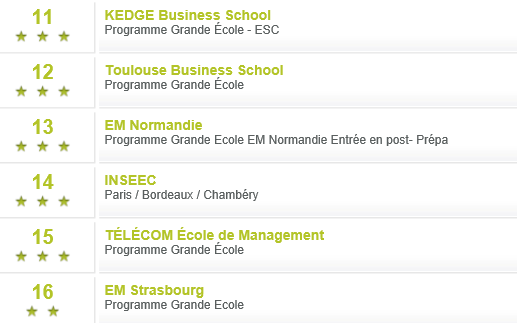 11
KEDGE Business School
Programme Grande École - ESC
12
Toulouse Business School
Programme Grande École
13
EM Normandie
Programme Grande Ecole EM Normandie Entrée en post- Prépa
14
INSEEC
Paris / Bordeaux / Chambéry
15
TÉLÉCOM École de Management
Programme Grande École
16
EM Strasbourg
Programme Grande Ecole